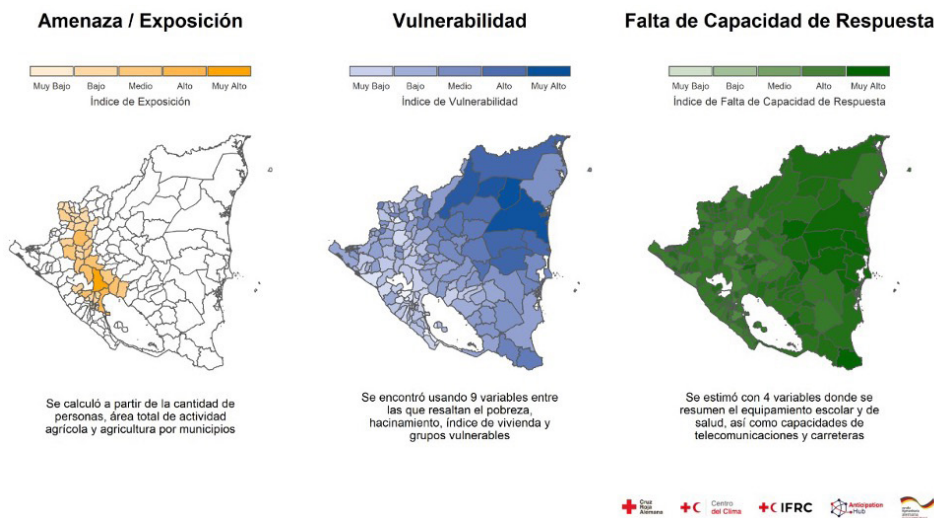 Amenaza / Exposición
Muy Bajo Bajo Medio Alto Muy Alto
Índice de Exposición
Se calculó a partir de la cantidad de
personas, área total de actividad
agrícola y agricultura por municipios
Vulnerabilidad
Muy Bajo Bajo Medio Alto Muy Alto
Índice de Vulnerabilidad
Se encontró usando 9 variables entre
las que resaltan el pobreza,
hacinamiento, índice de vivienda y
grupos vulnerables
Falta de Capacidad de Respuesta
Muy Bajo Bajo Medio Alto Muy Alto
Índice de Falta de Capacidad de Respuesta
Se estimó con 4 variables donde se
resumen el equipamiento escolar y de
salud, así como capacidades de
telecomunicaciones y carreteras
Cruz
Roja
Alemana
Centro
del Clima
IFRC
Anticipation
Hub